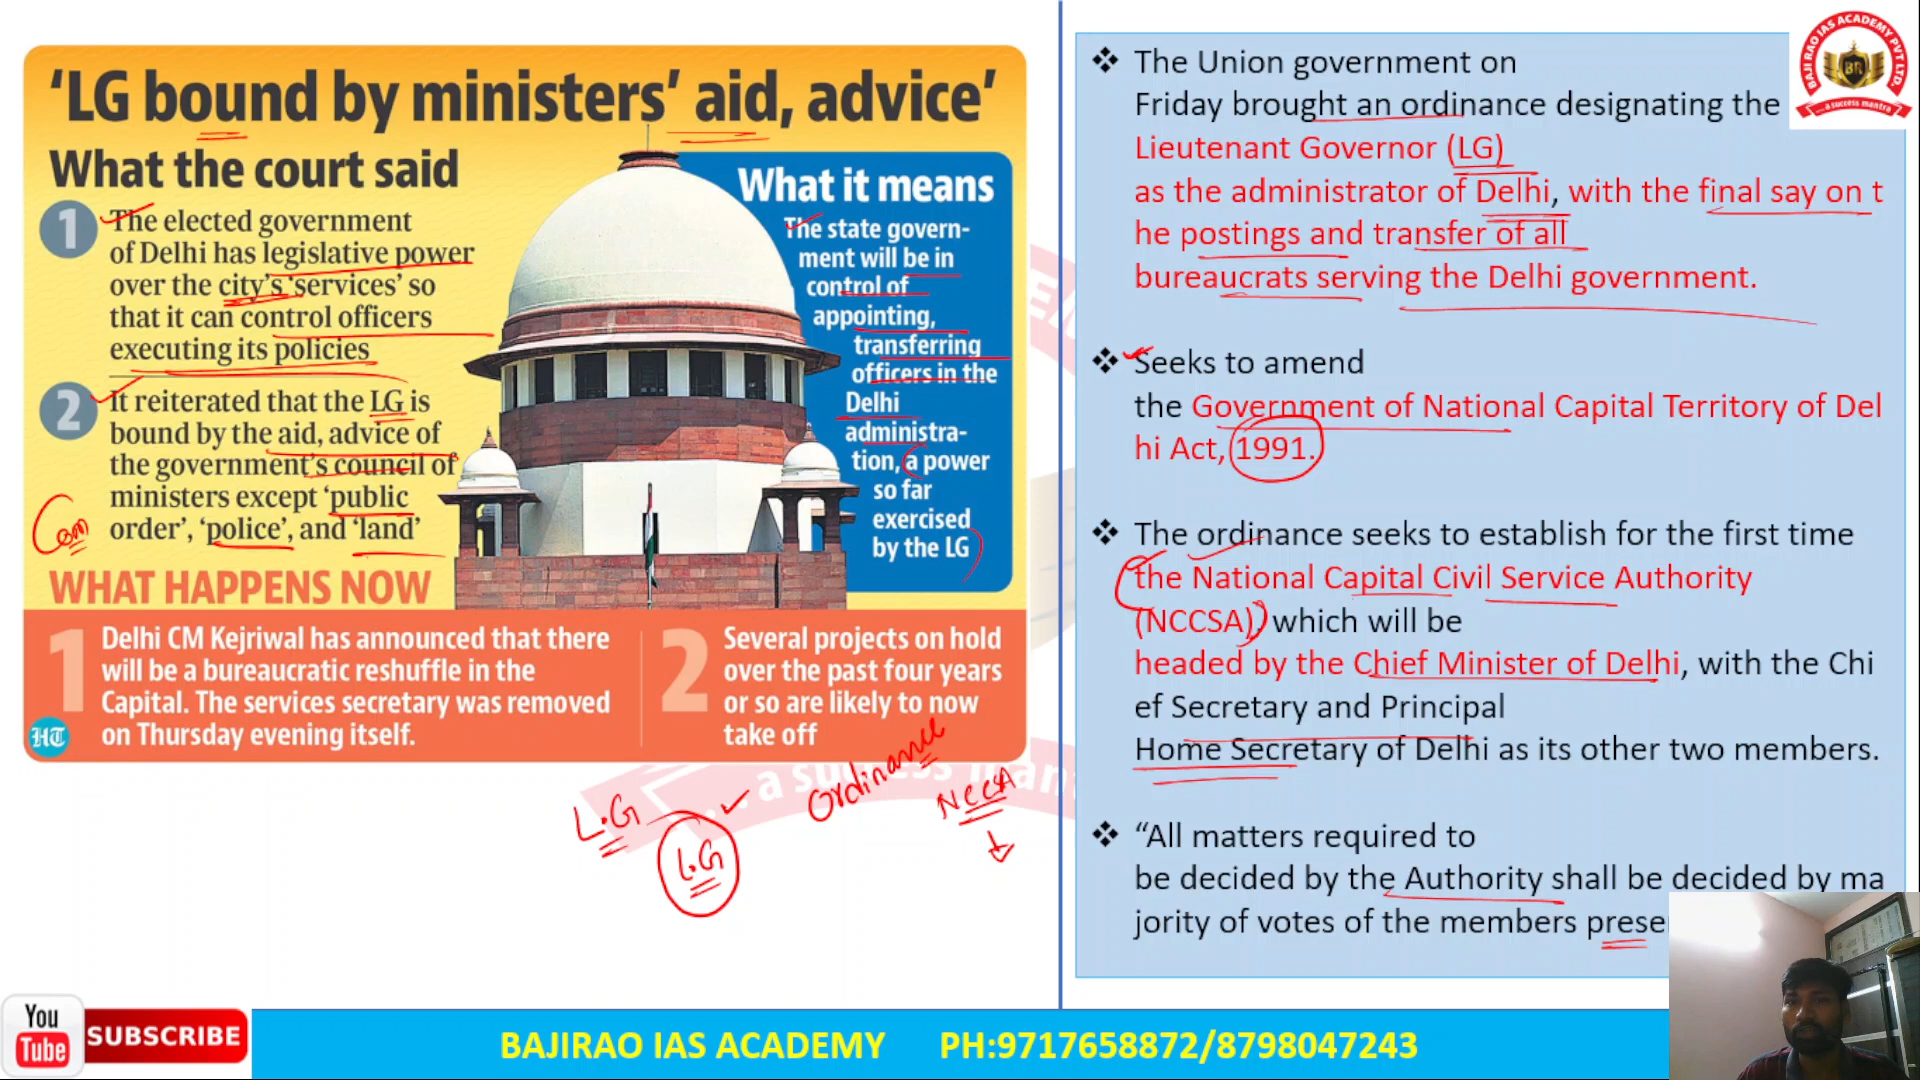 'LG bound by ministers' aid, advice'
What the court said
1
The elected government
of Delhi has legislative power
over the city's 'services' so
that it can control officers
executing its policies
2
It reiterated that the LG is
bound by the aid, advice of
the government's council of
ministers except 'public
order', 'police', and 'land'
What it means
The state govern-
ment will be in
control of
appointing,
transferring
officers in the
Delhi
administra-
tion, a power
so far
exercised
by the LG
WHAT HAPPENS NOW
1
Delhi CM Kejriwal has announced that there
will be a bureaucratic reshuffle in the
Capital. The services secretary was removed
on Thursday evening itself.
2
Several projects on hold
over the past four years
or so are likely to now
take off
HT
L.G
L.G
Ordinance
NCCSA
❖ The Union government on
Friday brought an ordinance designating the
Lieutenant Governor (LG)
as the administrator of Delhi, with the final say on t
he postings and transfer of all
bureaucrats serving the Delhi government.
❖ Seeks to amend
the Government of National Capital Territory of Del
hi Act, 1991.
❖ The ordinance seeks to establish for the first time
the National Capital Civil Service Authority
(NCCSA), which will be
headed by the Chief Minister of Delhi, with the Chi
ef Secretary and Principal
Home Secretary of Delhi as its other two members.
❖ "All matters required to
be decided by the Authority shall be decided by ma
jority of votes of the members prese
BAJIRAO IAS ACADEMY PVT LTD.
BR
...a success mantra
You
Tube
SUBSCRIBE
BAJIRAO IAS ACADEMY PH:9717658872/8798047243